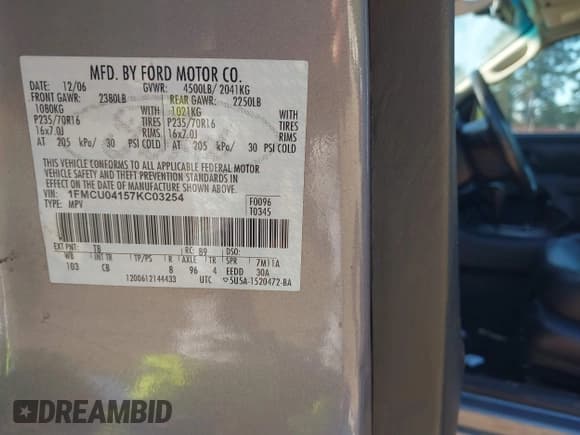 MFD. BY FORD MOTOR CO.
DATE: 12/06 GVWR: 4500LB/ 2041KG
FRONT GAWR: 2380LB REAR GAWR: 2250LB
1080KG WITH 1021KG WITH
P235/70R16 TIRES P235/70R16 TIRES
16x7.0J RIMS 16x7.0J RIMS
AT 205 kPa/ 30 PSI COLD AT 205 kPa/ 30 PSI COLD
THIS VEHICLE CONFORMS TO ALL APPLICABLE FEDERAL MOTOR
VEHICLE SAFETY AND THEFT PREVENTION STANDARDS IN
EFFECT ON THE DATE OF MANUFACTURE SHOWN ABOVE.
VIN: 1FMCU04157KC03254 F0096
TYPE: MPV T0345
EXT PNT: TB RC: 89 DSO:
WB INT TR TP/PS R AXLE TR SPR 7M11A
103 CB 8 96 4 EEDD 30A
1200612144433 UTC 5U5A-1520472-BA
DREAMBID